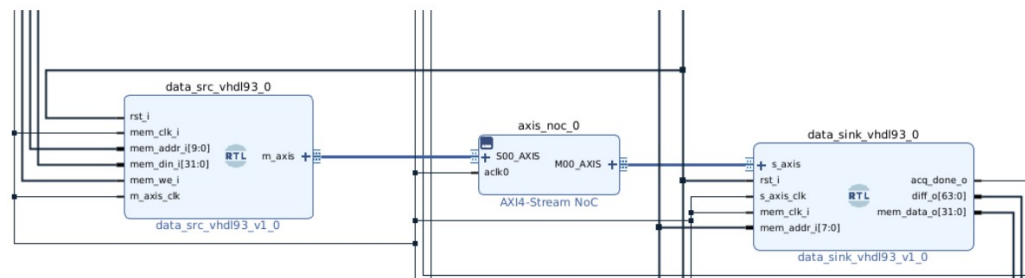 data_src_vhdl93_0
rst_i
mem_clk_i
mem_addr_i[9:0]
mem_din_i[31:0]
mem_we_i
m_axis_clk
RTL
m_axis
data_src_vhdl93_v1_0
axis_noc_0
S00_AXIS
aclk0
M00_AXIS
AXI4-Stream NoC
data_sink_vhdl93_0
s_axis
rst_i
s_axis_clk
mem_clk_i
mem_addr_i[7:0]
RTL
acq_done_o
diff_o[63:0]
mem_data_o[31:0]
data_sink_vhdl93_v1_0